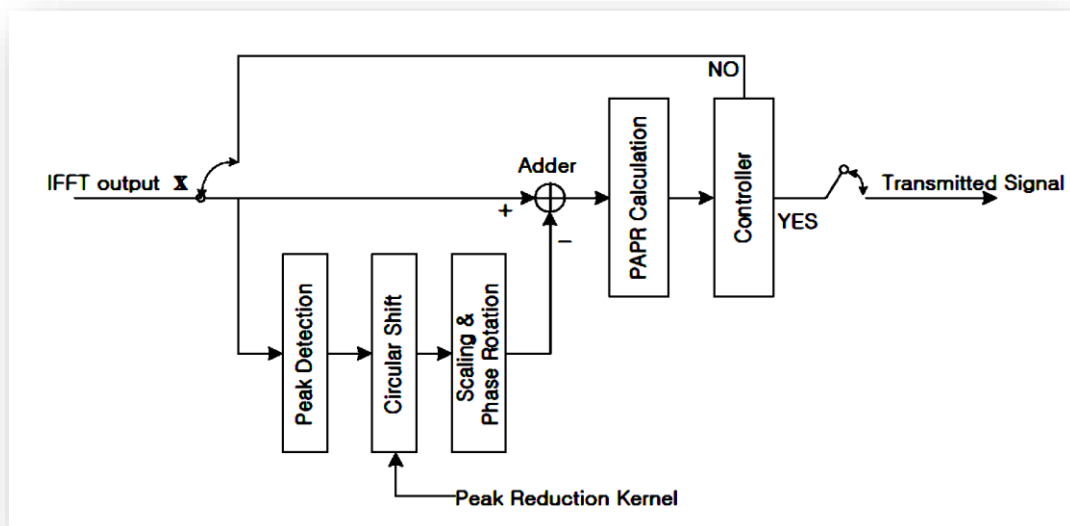 NO
IFFT output X
Adder
+
−
PAPR Calculation
Controller
YES
Transmitted Signal
Peak Detection
Circular Shift
Scaling &
Phase Rotation
Peak Reduction Kernel